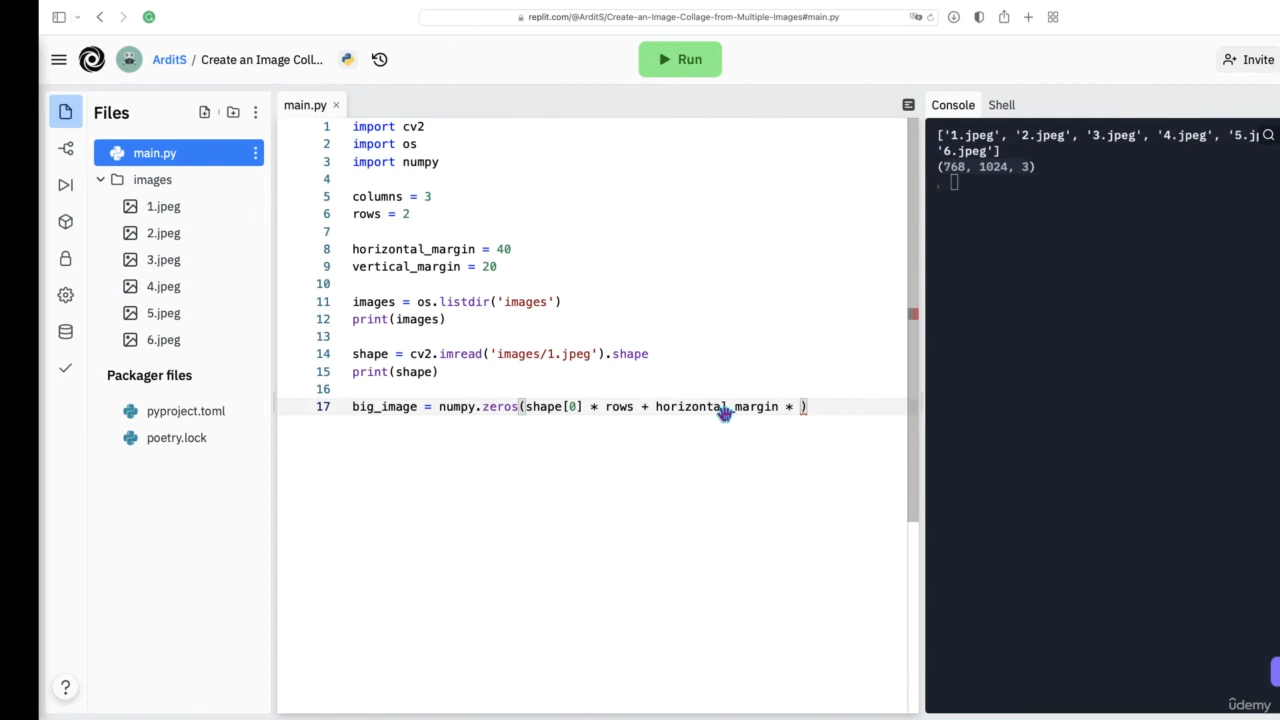 replit.com/@ArditS/Create-an-Image-Collage-from-Multiple-Images#main.py
ArditS / Create an Image Coll...
Run
Invite
Files
main.py
images
1.jpeg
2.jpeg
3.jpeg
4.jpeg
5.jpeg
6.jpeg
Packager files
pyproject.toml
poetry.lock
?
main.py ×
1 import cv2
2 import os
3 import numpy
4
5 columns = 3
6 rows = 2
7
8 horizontal_margin = 40
9 vertical_margin = 20
10
11 images = os.listdir('images')
12 print(images)
13
14 shape = cv2.imread('images/1.jpeg').shape
15 print(shape)
16
17 big_image = numpy.zeros(shape[0] * rows + horizontal_margin * )
Console Shell
['1.jpeg', '2.jpeg', '3.jpeg', '4.jpeg', '5.j
'6.jpeg']
(768, 1024, 3)
ûdemy